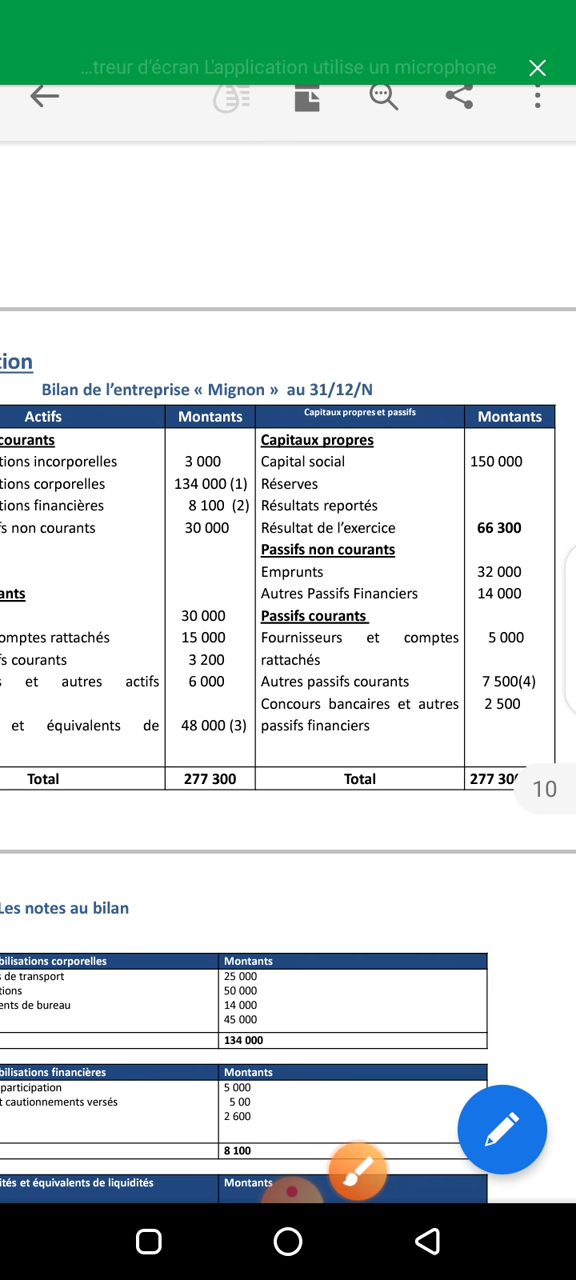 ...treur d'écran L'application utilise un microphone
tion
Bilan de l'entreprise « Mignon » au 31/12/N
Actifs Montants Capitaux propres et passifs Montants
courants Capitaux propres
tions incorporelles 3 000 Capital social 150 000
tions corporelles 134 000 (1) Réserves
tions financières 8 100 (2) Résultats reportés
fs non courants 30 000 Résultat de l'exercice 66 300
Passifs non courants
Emprunts 32 000
ants Autres Passifs Financiers 14 000
30 000 Passifs courants
omptes rattachés 15 000 Fournisseurs et comptes 5 000
fs courants 3 200 rattachés
s et autres actifs 6 000 Autres passifs courants 7 500(4)
Concours bancaires et autres 2 500
et équivalents de 48 000 (3) passifs financiers
Total 277 300 Total 277 300
10
Les notes au bilan
bilisations corporelles Montants
s de transport 25 000
tions 50 000
ents de bureau 14 000
45 000
134 000
bilisations financières Montants
participation 5 000
t cautionnements versés 5 00
2 600
8 100
ités et équivalents de liquidités Montants